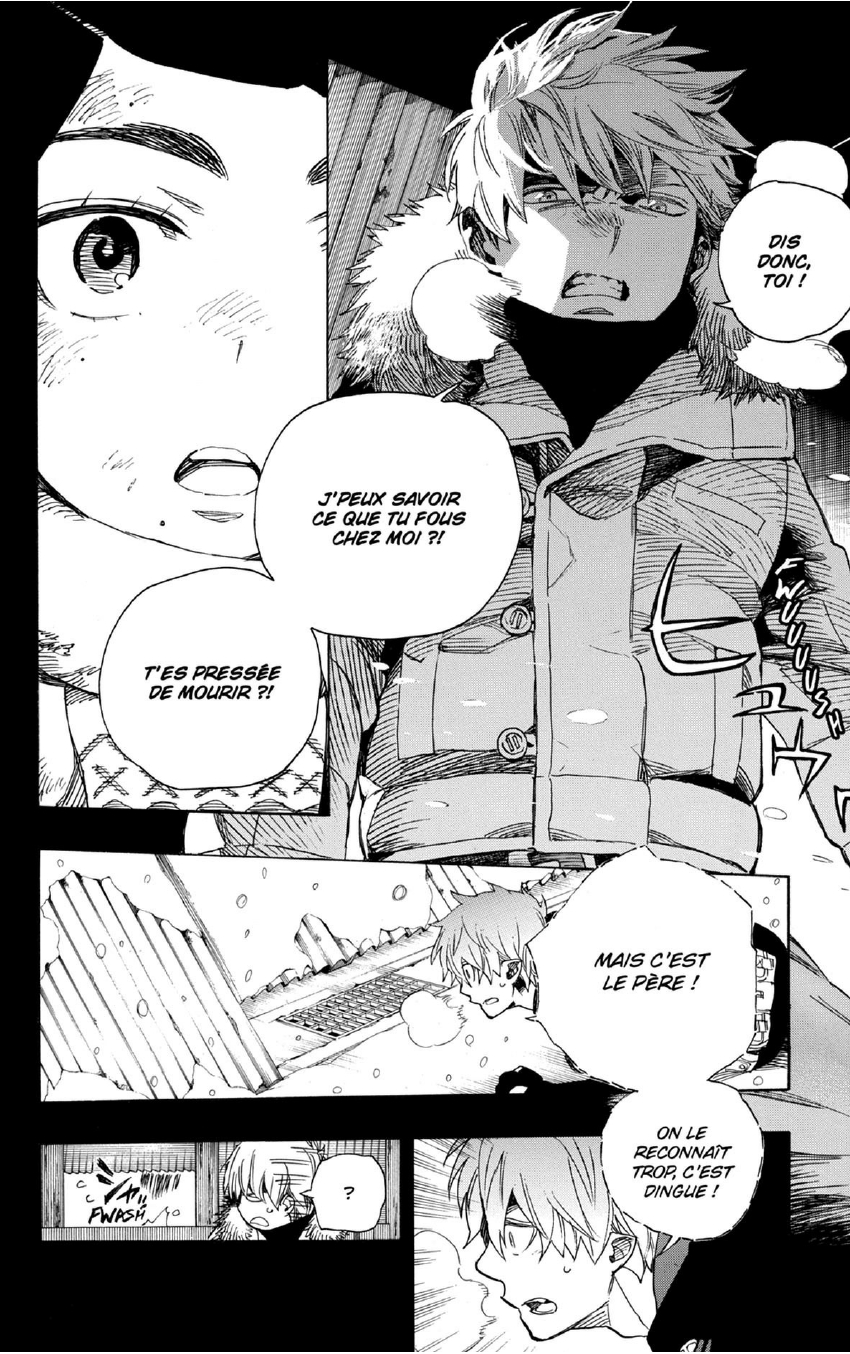 DIS
DONC,
TOI !
J'PEUX SAVOIR
CE QUE TU FOUS
CHEZ MOI ?!
T'ES PRESSÉE
DE MOURIR ?!
FWUUUUSH
MAIS C'EST
LE PÈRE !
ON LE
RECONNAÎT
TROP, C'EST
DINGUE !
?
FWASH